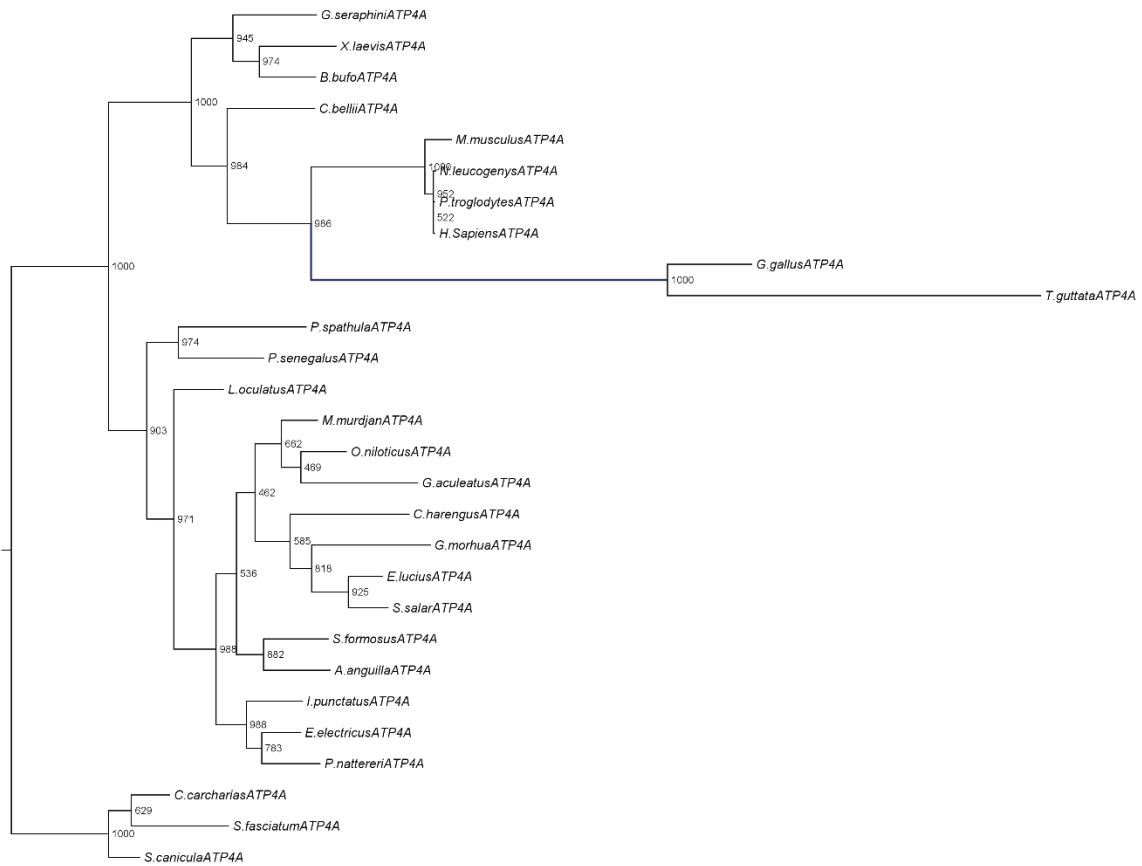 G.seraphiniATP4A
945
X.laevisATP4A
974
B.bufoATP4A
1000
C.belliiATP4A
984
M.musculusATP4A
1000
N.leucogenysATP4A
952
P.troglodytesATP4A
522
986
H.SapiensATP4A
G.gallusATP4A
1000
1000
T.guttataATP4A
P.spathulaATP4A
974
P.senegalusATP4A
L.oculatusATP4A
903
M.murdjanATP4A
662
O.niloticusATP4A
469
G.aculeatusATP4A
462
C.harengusATP4A
971
585
G.morhuaATP4A
818
536
E.luciusATP4A
925
S.salarATP4A
S.formosusATP4A
988
882
A.anguillaATP4A
I.punctatusATP4A
988
E.electricusATP4A
783
P.nattereriATP4A
C.carchariasATP4A
629
S.fasciatumATP4A
1000
S.caniculaATP4A